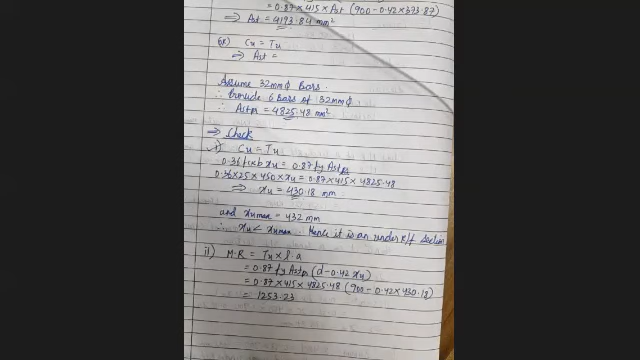 = 0.87 × 415 × Ast (900 - 0.42 × 373.87)
⇒ Ast = 4193.84 mm²
Cu = Tu
⇒ Ast =
Assume 32mmϕ Bars.
∴ Provide 6 Bars of 32mmϕ.
∴ Astpr = 4825.48 mm²
⇒ Check
i) Cu = Tu
0.36 fck b xu = 0.87 fy Astpr
0.36×25×450×xu = 0.87×415×4825.48
⇒ xu = 430.18 mm
and xumax = 432 mm
∴ xu < xumax. Hence it is an under R/f section
ii) M.R = Tu × l.a
= 0.87 fy Astpr (d - 0.42 xu)
= 0.87×415×4825.48 (900 - 0.42×430.18)
= 1253.23